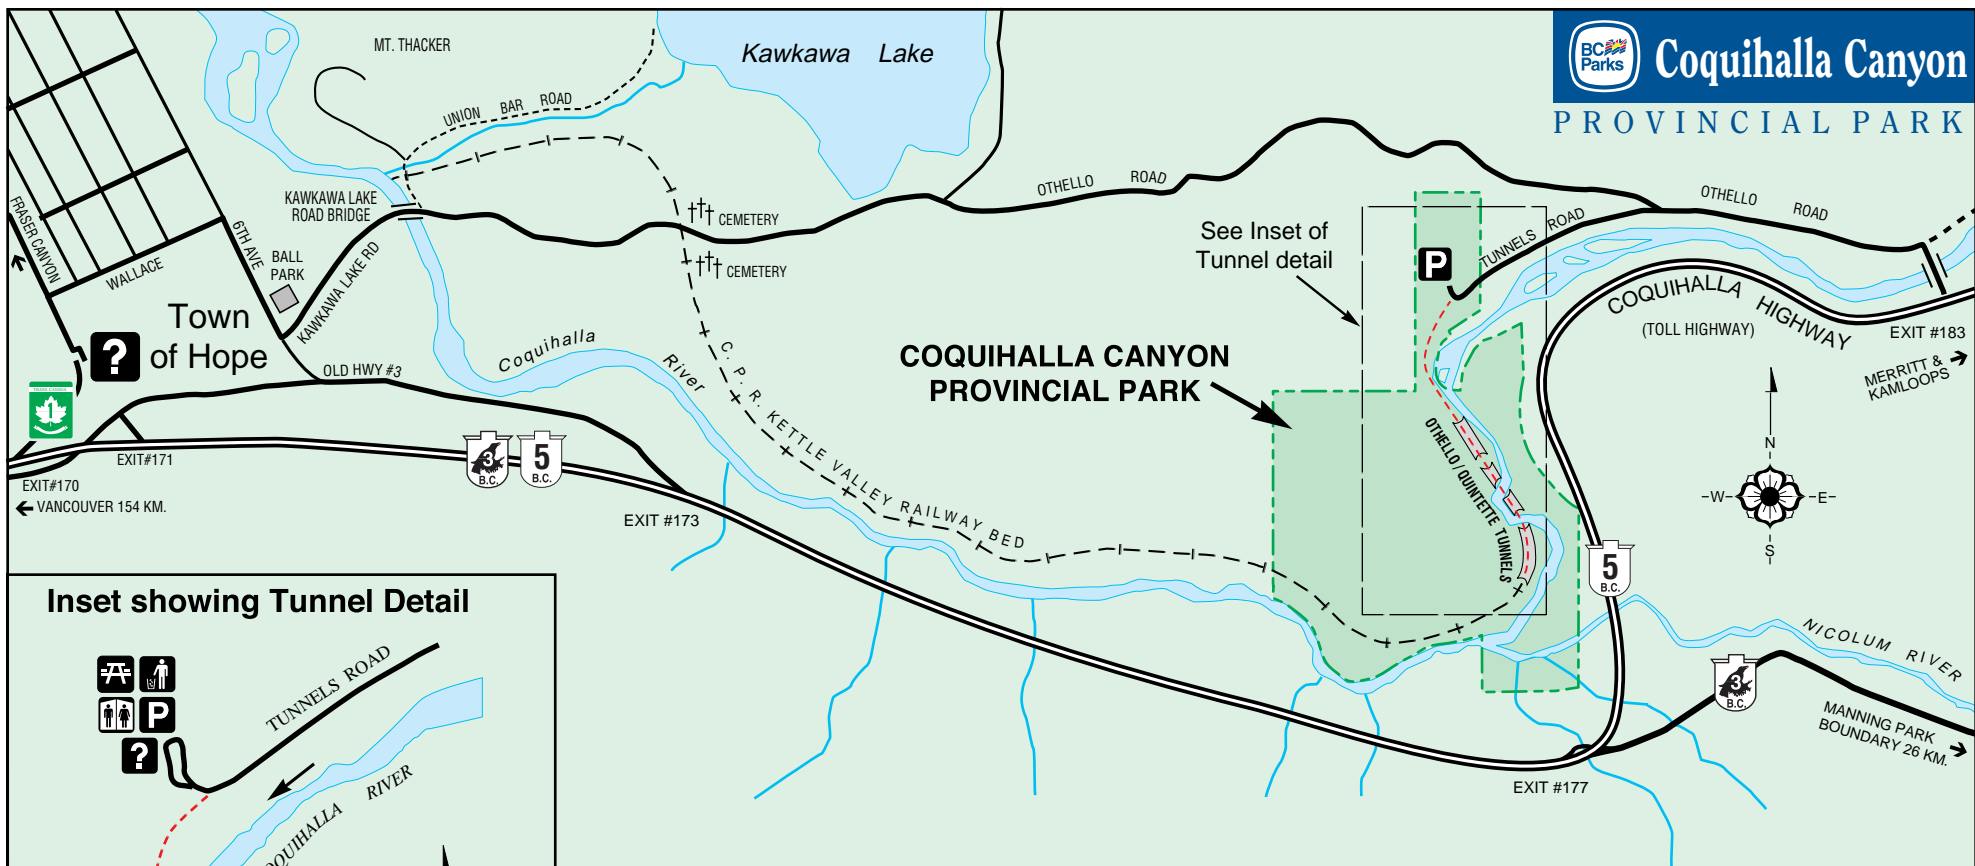 BC
Parks
Coquihalla Canyon
PROVINCIAL PARK
MT. THACKER
Kawkawa Lake
UNION BAR ROAD
KAWKAWA LAKE
ROAD BRIDGE
OTHELLO ROAD
OTHELLO ROAD
FRASER CANYON
6TH AVE
WALLACE
BALL
PARK
KAWKAWA LAKE RD
CEMETERY
CEMETERY
See Inset of
Tunnel detail
P
TUNNELS ROAD
COQUIHALLA HIGHWAY
(TOLL HIGHWAY)
EXIT #183
MERRITT &
KAMLOOPS
Town
of Hope
?
1
OLD HWY #3
Coquihalla River
C. P. R. KETTLE VALLEY RAILWAY BED
COQUIHALLA CANYON
PROVINCIAL PARK
OTHELLO / QUINTETTE TUNNELS
N
W
E
S
EXIT#171
EXIT#170
VANCOUVER 154 KM.
3
B.C.
5
B.C.
EXIT #173
5
B.C.
NICOLUM RIVER
3
B.C.
MANNING PARK
BOUNDARY 26 KM.
EXIT #177
Inset showing Tunnel Detail
TUNNELS ROAD
P
?
OQUIHALLA RIVER